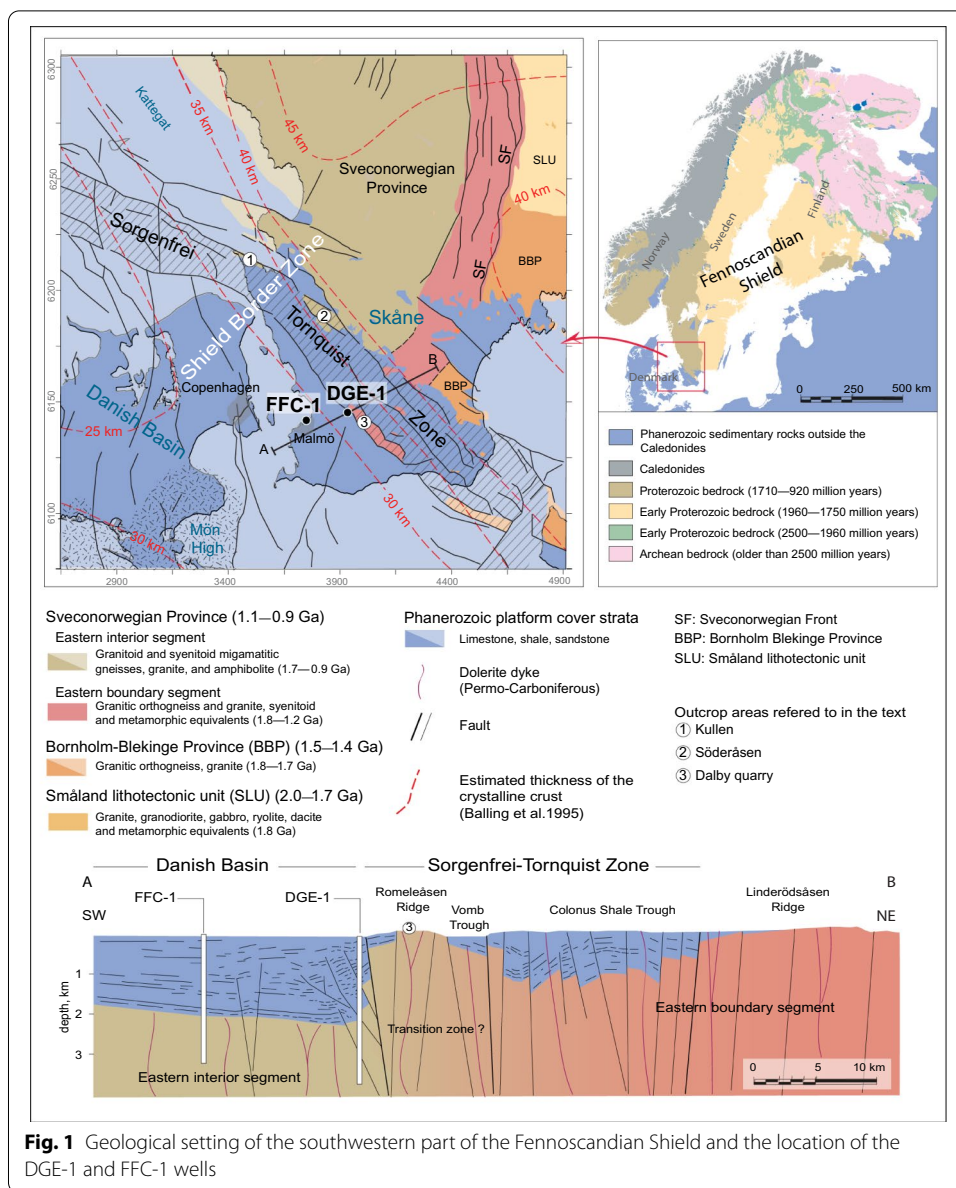 6300
6250
6200
6150
6100
2900
3400
3900
4400
4900
Kattegat
35 km
40 km
45 km
Sveconorwegian
Province
SF
SLU
40 km
SF
BBP
Sorgenfrei
1
Shield Border Zone
2
Tornquist
Skåne
B
BBP
Copenhagen
FFC-1
DGE-1
3
Zone
Malmö
A
Danish Basin
25 km
30 km
Mön
High
Norway
Sweden
Finland
Fennoscandian
Shield
Denmark
0 250 500 km
Phanerozoic sedimentary rocks outside the
Caledonides
Caledonides
Proterozoic bedrock (1710—920 million years)
Early Proterozoic bedrock (1960—1750 million years)
Early Proterozoic bedrock (2500—1960 million years)
Archean bedrock (older than 2500 million years)
Sveconorwegian Province (1.1—0.9 Ga)
Eastern interior segment
Granitoid and syenitoid migamatitic
gneisses, granite, and amphibolite (1.7—0.9 Ga)
Eastern boundary segment
Granitic orthogneiss and granite, syenitoid
and metamorphic equivalents (1.8—1.2 Ga)
Bornholm-Blekinge Province (BBP) (1.5—1.4 Ga)
Granitic orthogneiss, granite (1.8—1.7 Ga)
Småland lithotectonic unit (SLU) (2.0—1.7 Ga)
Granite, granodiorite, gabbro, ryolite, dacite
and metamorphic equivalents (1.8 Ga)
Phanerozoic platform cover strata
Limestone, shale, sandstone
Dolerite dyke
(Permo-Carboniferous)
Fault
Estimated thickness of the
crystalline crust
(Balling et al.1995)
SF: Sveconorwegian Front
BBP: Bornholm Blekinge Province
SLU: Småland lithotectonic unit
Outcrop areas refered to in the text
1 Kullen
2 Söderåsen
3 Dalby quarry
Danish Basin
Sorgenfrei-Tornquist Zone
A
B
SW
NE
FFC-1
DGE-1
Romeleåsen
Ridge
3
Vomb
Trough
Colonus Shale Trough
Linderödsåsen
Ridge
depth, km
1
2
3
Transition zone ?
Eastern interior segment
Eastern boundary segment
0 5 10 km
Fig. 1 Geological setting of the southwestern part of the Fennoscandian Shield and the location of the
DGE-1 and FFC-1 wells